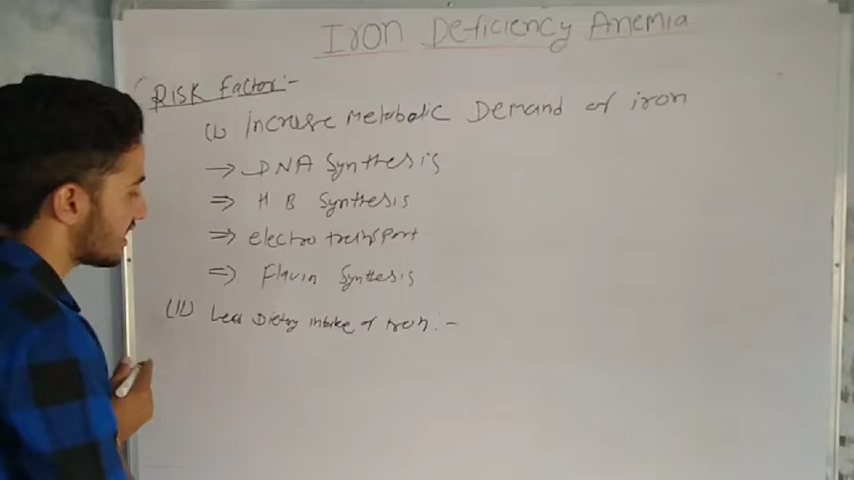 Iron Deficiency Anemia
Risk Factor :-
(i) Increase Metabolic Demand of iron
→ DNA Synthesis
⇒ H B Synthesis
⇒ electro transport
⇒ Flavin Synthesis
(II) Less Dietry intake of Iron :-